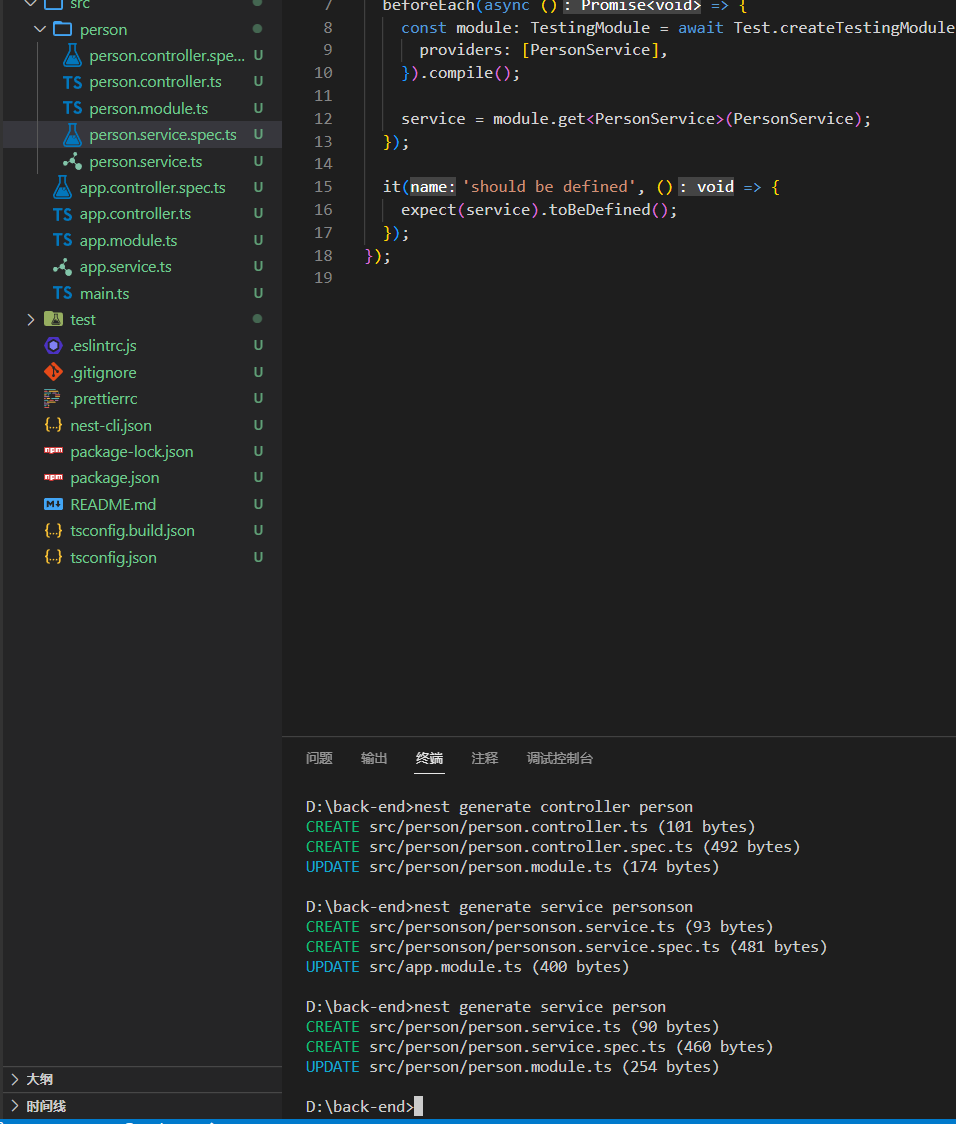 src
person
person.controller.spe... U
TS person.controller.ts U
TS person.module.ts U
person.service.spec.ts U
person.service.ts U
app.controller.spec.ts U
TS app.controller.ts U
TS app.module.ts U
app.service.ts U
TS main.ts U
test
.eslintrc.js U
.gitignore U
.prettierrc U
{..} nest-cli.json U
npm package-lock.json U
npm package.json U
M README.md U
{..} tsconfig.build.json U
{..} tsconfig.json U
大纲
时间线
7 beforeEach(async (): Promise<void> => {
8 const module: TestingModule = await Test.createTestingModule
9 providers: [PersonService],
10 }).compile();
11
12 service = module.get<PersonService>(PersonService);
13 });
14
15 it(name: 'should be defined', (): void => {
16 expect(service).toBeDefined();
17 });
18 });
19
问题 输出 终端 注释 调试控制台
D:\back-end>nest generate controller person
CREATE src/person/person.controller.ts (101 bytes)
CREATE src/person/person.controller.spec.ts (492 bytes)
UPDATE src/person/person.module.ts (174 bytes)
D:\back-end>nest generate service personson
CREATE src/personson/personson.service.ts (93 bytes)
CREATE src/personson/personson.service.spec.ts (481 bytes)
UPDATE src/app.module.ts (400 bytes)
D:\back-end>nest generate service person
CREATE src/person/person.service.ts (90 bytes)
CREATE src/person/person.service.spec.ts (460 bytes)
UPDATE src/person/person.module.ts (254 bytes)
D:\back-end>